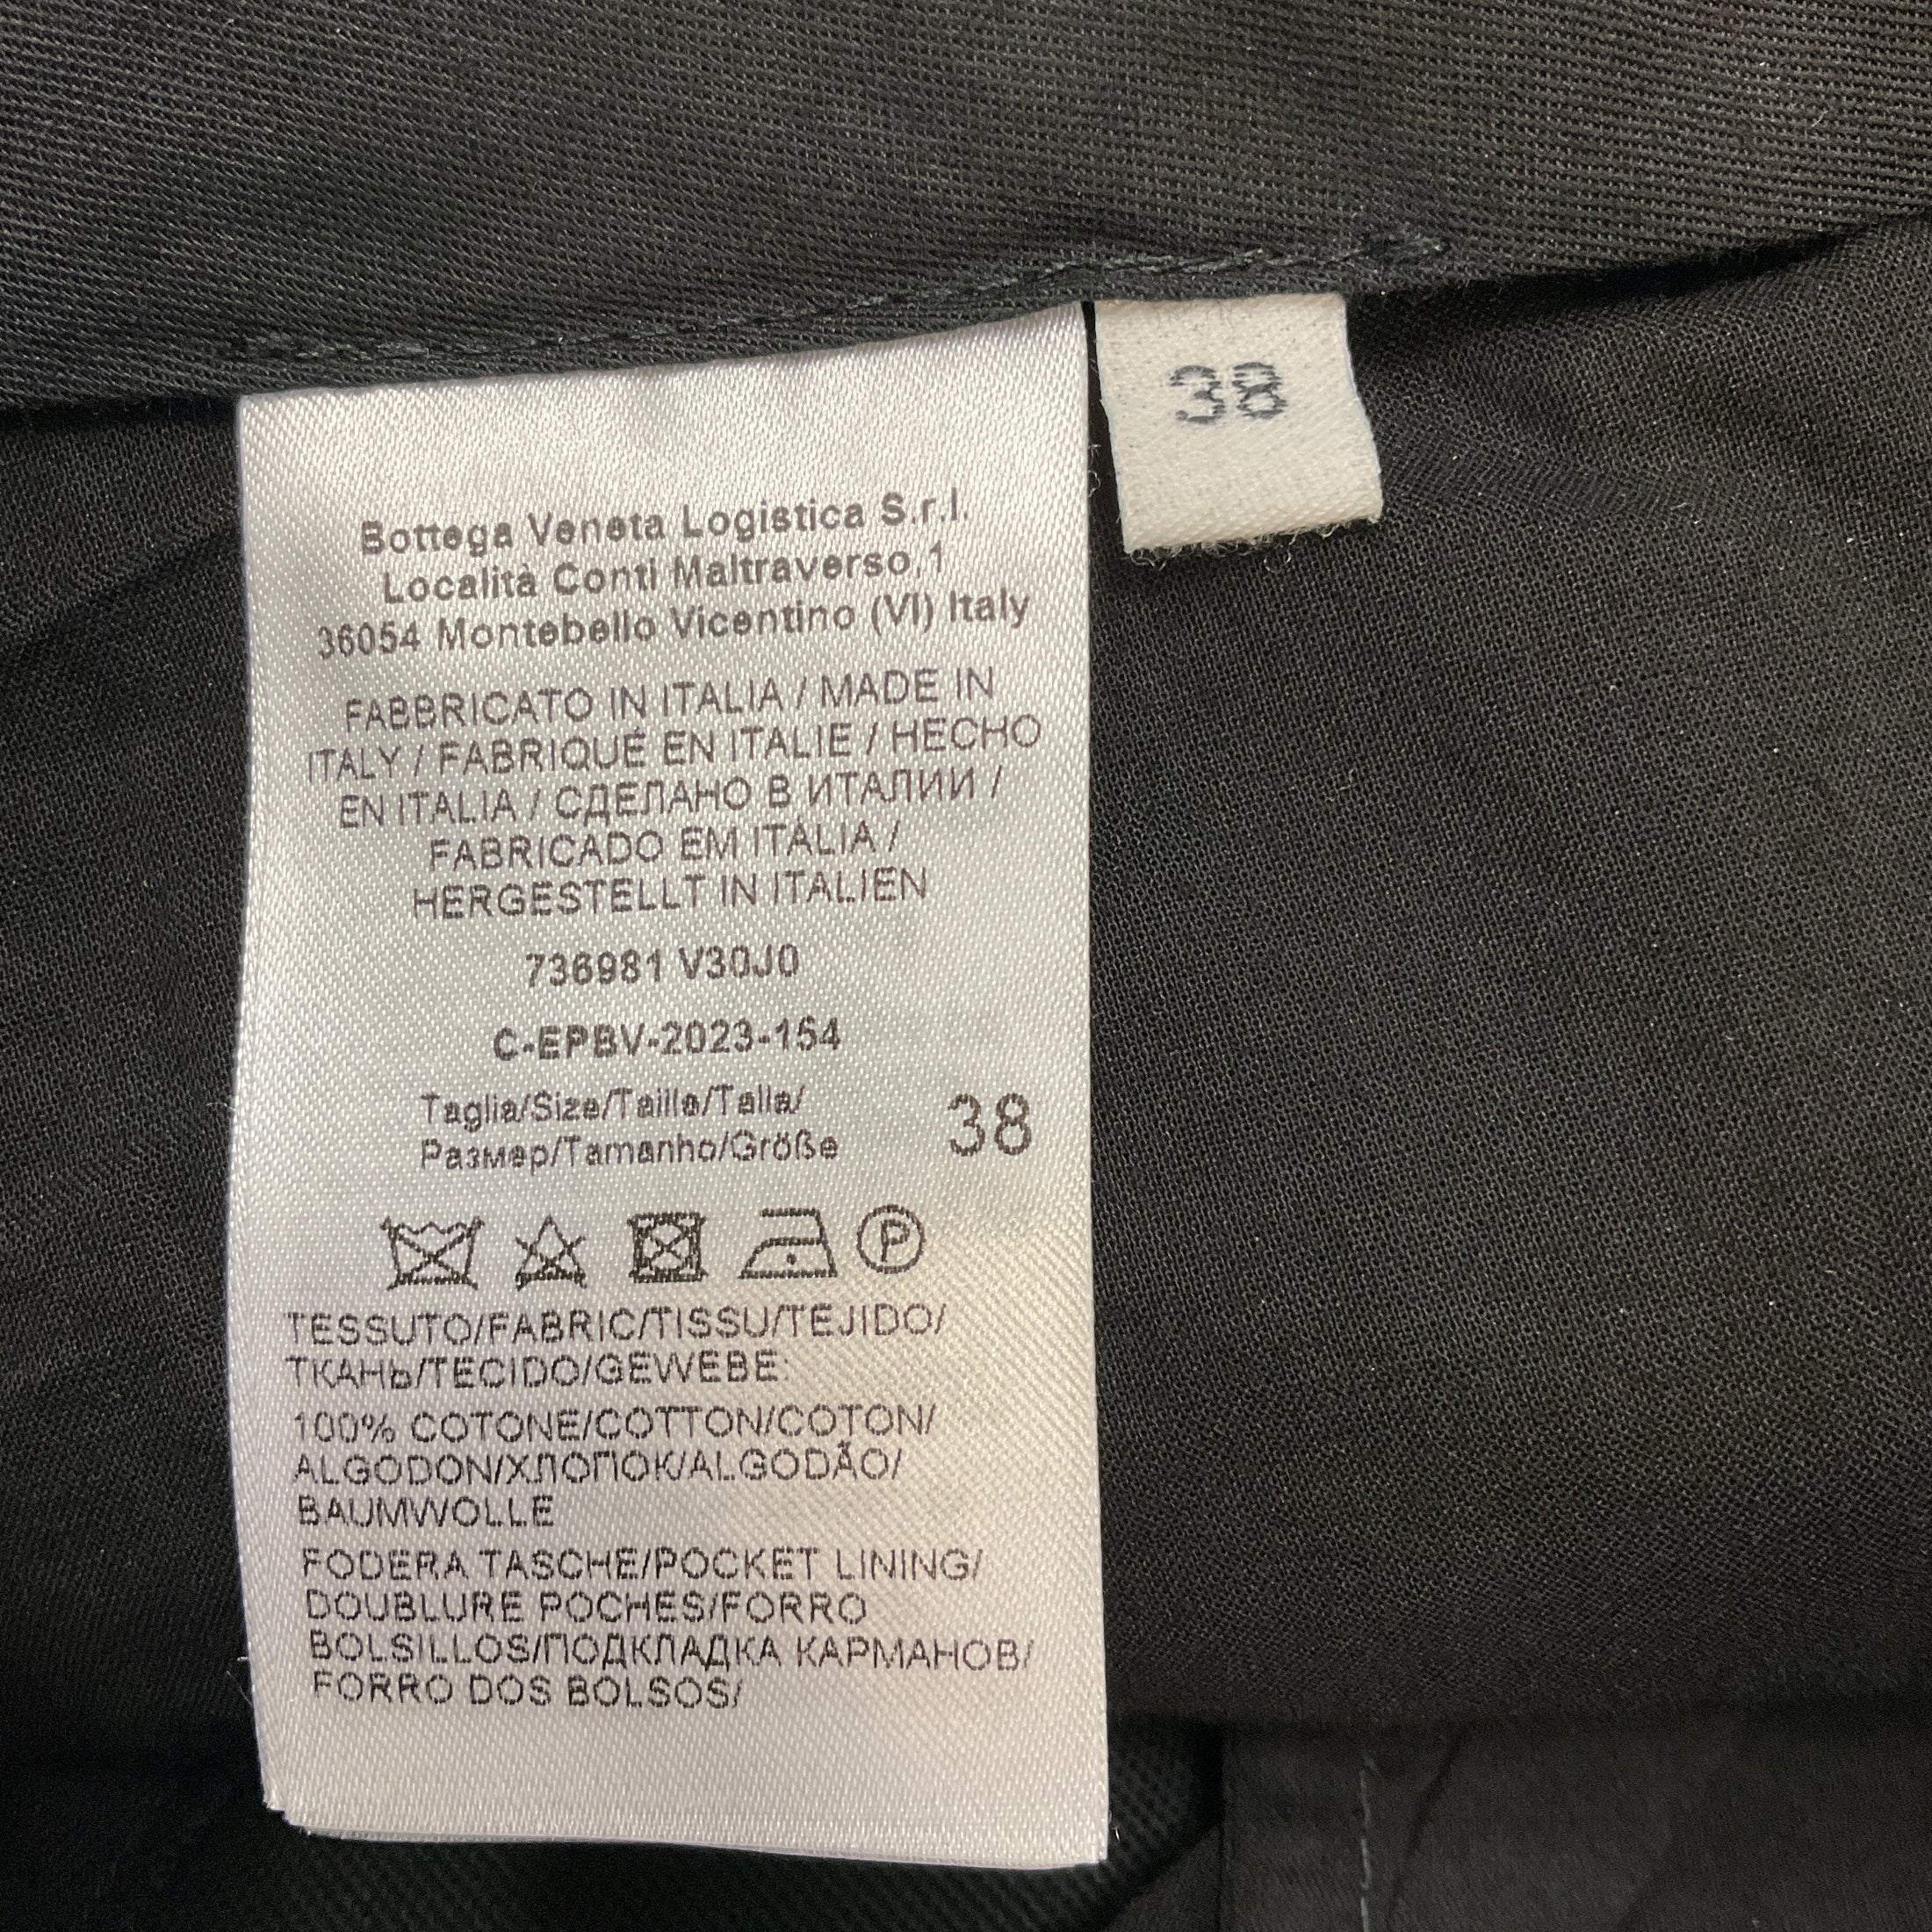 38
Bottega Veneta Logistica S.r.l.
Località Conti Maltraverso,1
36054 Montebello Vicentino (VI) Italy
FABBRICATO IN ITALIA / MADE IN
ITALY / FABRIQUÉ EN ITALIE / HECHO
EN ITALIA / СДЕЛАНО В ИТАЛИИ /
FABRICADO EM ITÁLIA /
HERGESTELLT IN ITALIEN
736981 V30J0
C-EPBV-2023-154
Taglia/Size/Taille/Talla/
Размер/Tamanho/Größe 38
P
TESSUTO/FABRIC/TISSU/TEJIDO/
ТКАНЬ/TECIDO/GEWEBE:
100% COTONE/COTTON/COTON/
ALGODON/ХЛОПОК/ALGODÃO/
BAUMWOLLE
FODERA TASCHE/POCKET LINING/
DOUBLURE POCHES/FORRO
BOLSILLOS/ПОДКЛАДКА КАРМАНОВ/
FORRO DOS BOLSOS/